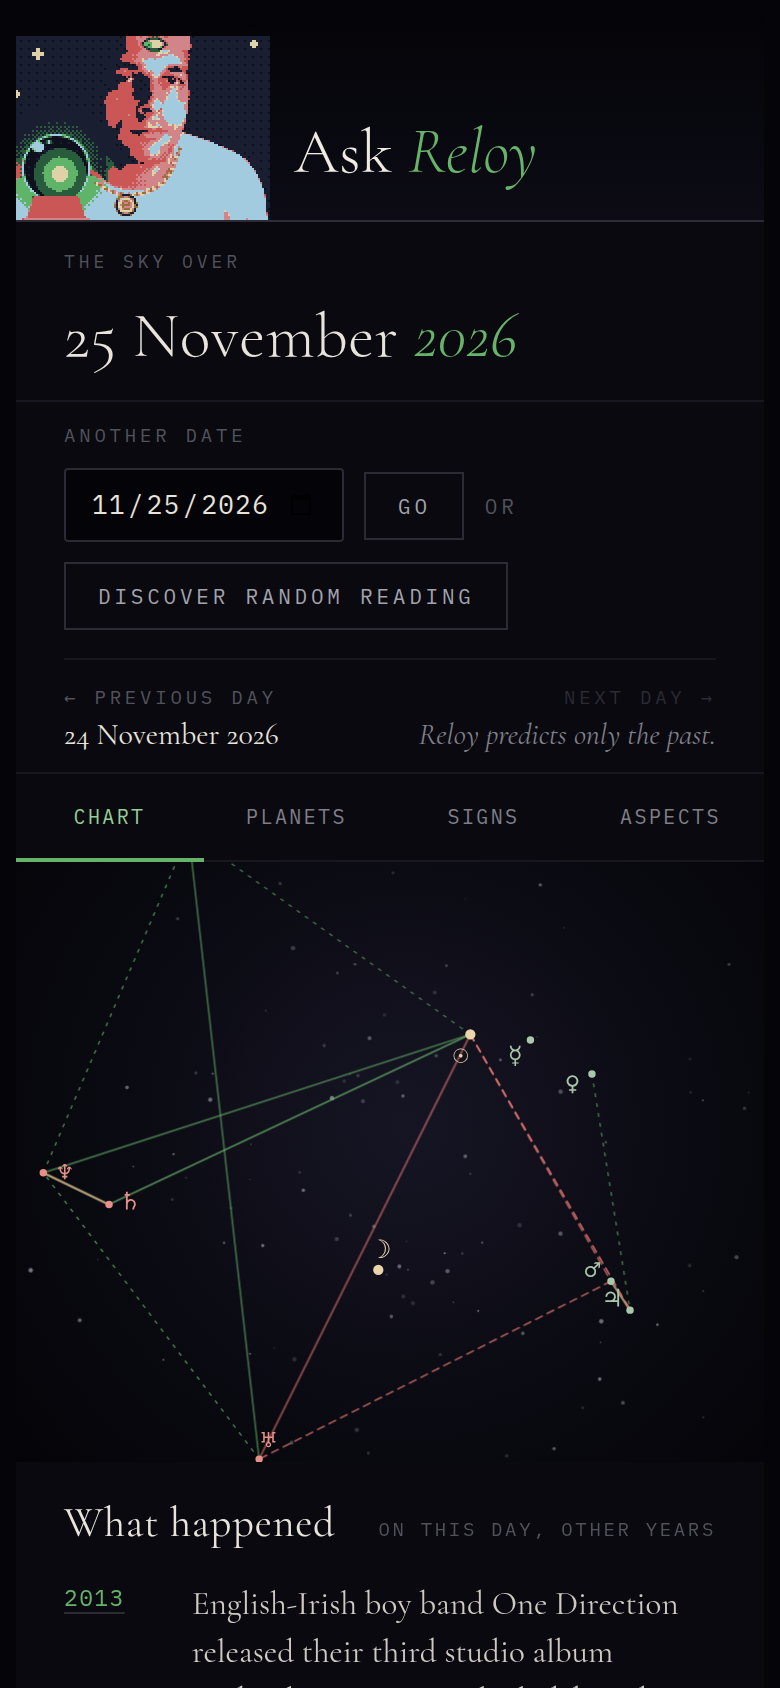 Ask Reloy
THE SKY OVER
25 November 2026
ANOTHER DATE
11/25/2026 GO OR
DISCOVER RANDOM READING
← PREVIOUS DAY NEXT DAY →
24 November 2026 Reloy predicts only the past.
CHART PLANETS SIGNS ASPECTS
☉ ☿
♀
♆
♄
☽
♂
♃
♅
What happened ON THIS DAY, OTHER YEARS
2013 English-Irish boy band One Direction
released their third studio album